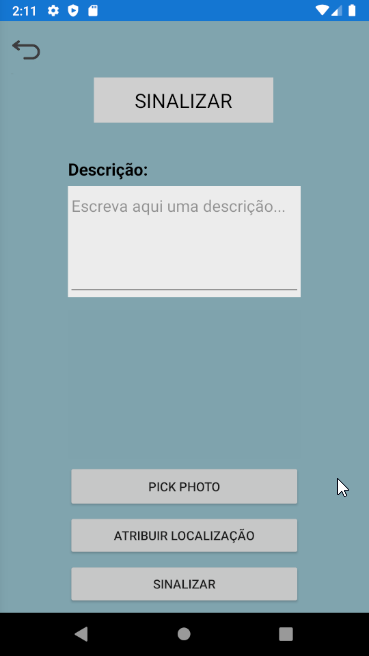 2:11
SINALIZAR
Descrição:
Escreva aqui uma descrição...
PICK PHOTO
ATRIBUIR LOCALIZAÇÃO
SINALIZAR